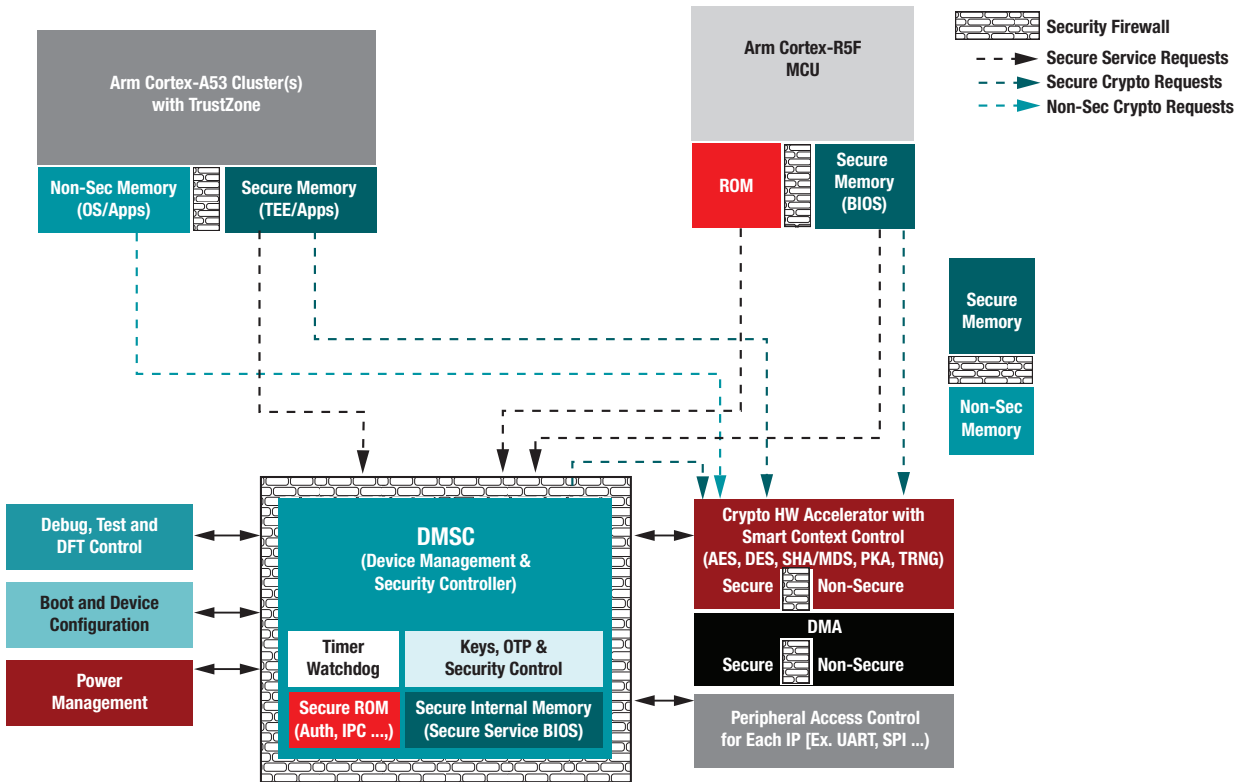 Arm Cortex-A53 Cluster(s)
with TrustZone
Non-Sec Memory
(OS/Apps)
Secure Memory
(TEE/Apps)
Arm Cortex-R5F
MCU
ROM
Secure
Memory
(BIOS)
Security Firewall
Secure Service Requests
Secure Crypto Requests
Non-Sec Crypto Requests
Secure
Memory
Non-Sec
Memory
Debug, Test and
DFT Control
Boot and Device
Configuration
Power
Management
DMSC
(Device Management &
Security Controller)
Timer
Watchdog
Keys, OTP &
Security Control
Secure ROM
(Auth, IPC ...,)
Secure Internal Memory
(Secure Service BIOS)
Crypto HW Accelerator with
Smart Context Control
(AES, DES, SHA/MDS, PKA, TRNG)
Secure Non-Secure
DMA
Secure Non-Secure
Peripheral Access Control
for Each IP [Ex. UART, SPI ...)